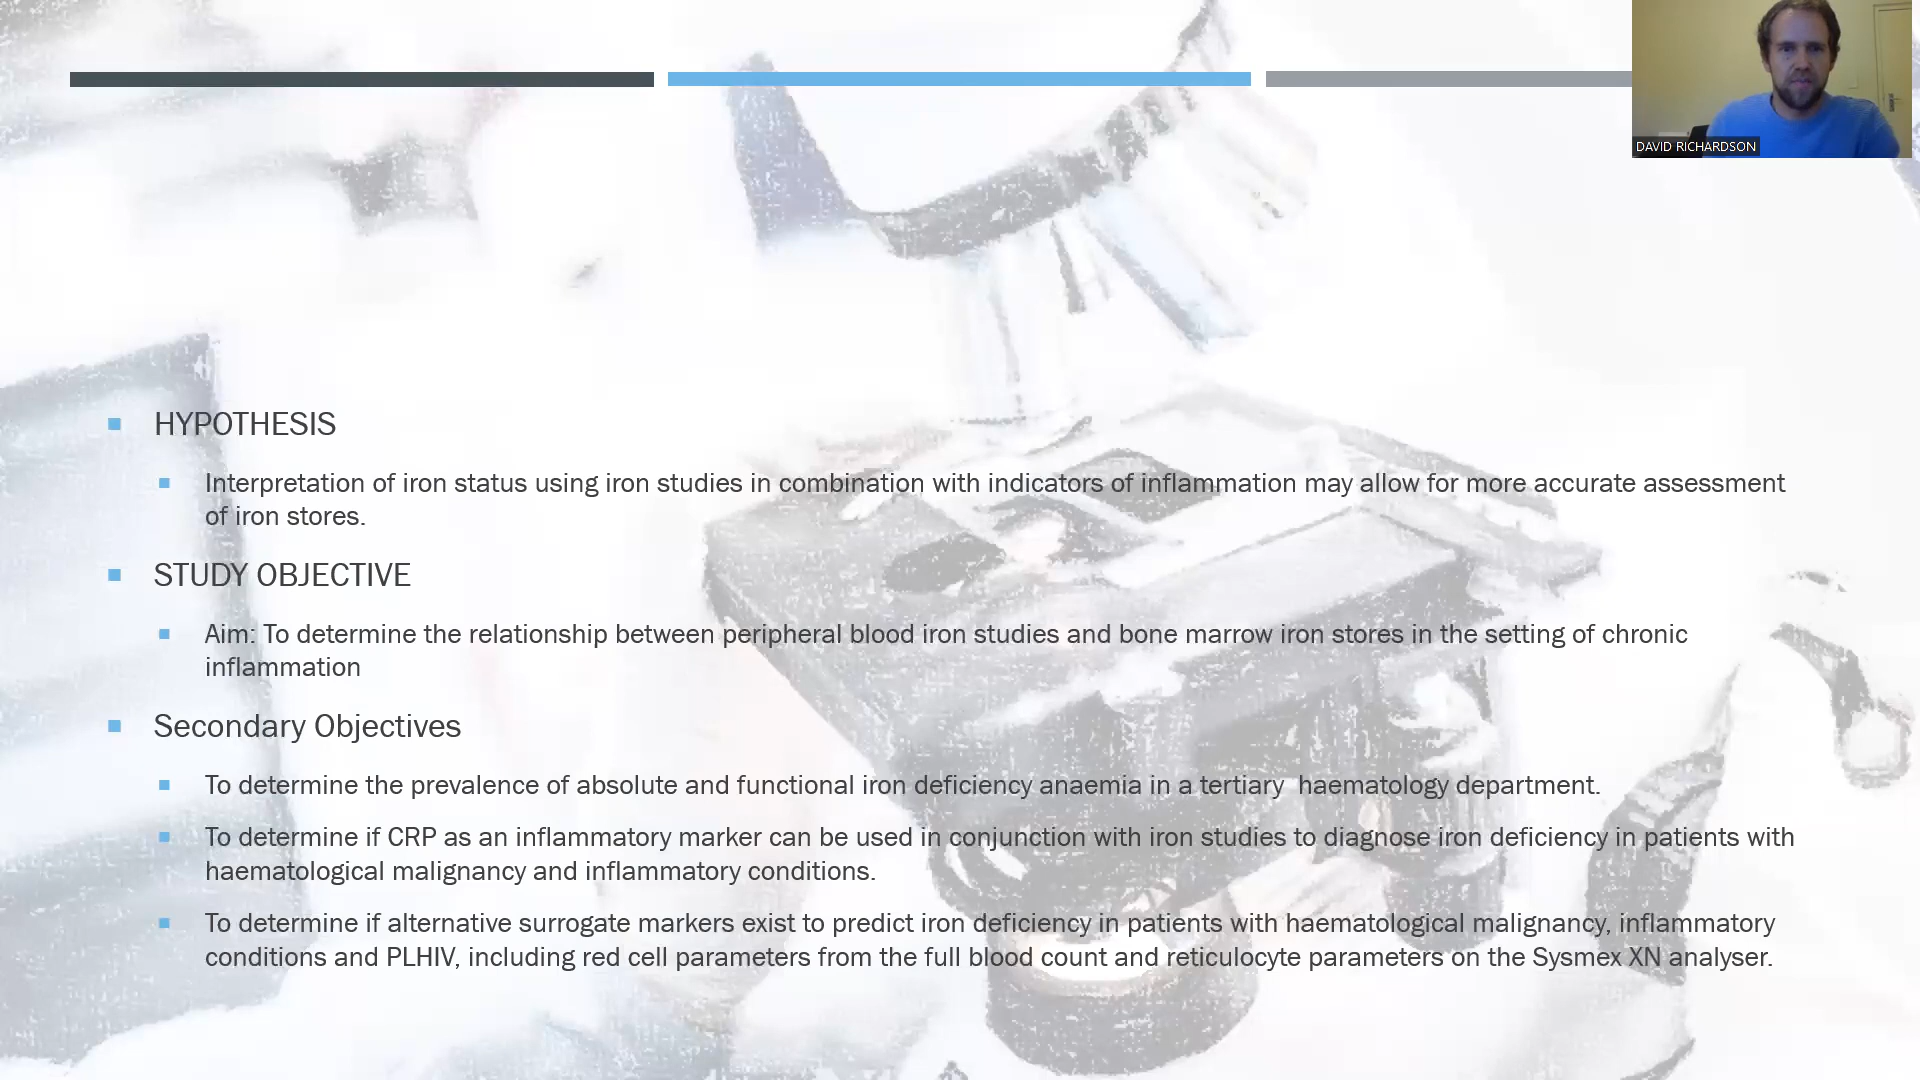 DAVID RICHARDSON
HYPOTHESIS
Interpretation of iron status using iron studies in combination with indicators of inflammation may allow for more accurate assessment
of iron stores.
STUDY OBJECTIVE
Aim: To determine the relationship between peripheral blood iron studies and bone marrow iron stores in the setting of chronic
inflammation
Secondary Objectives
To determine the prevalence of absolute and functional iron deficiency anaemia in a tertiary  haematology department.
To determine if CRP as an inflammatory marker can be used in conjunction with iron studies to diagnose iron deficiency in patients with
haematological malignancy and inflammatory conditions.
To determine if alternative surrogate markers exist to predict iron deficiency in patients with haematological malignancy, inflammatory
conditions and PLHIV, including red cell parameters from the full blood count and reticulocyte parameters on the Sysmex XN analyser.